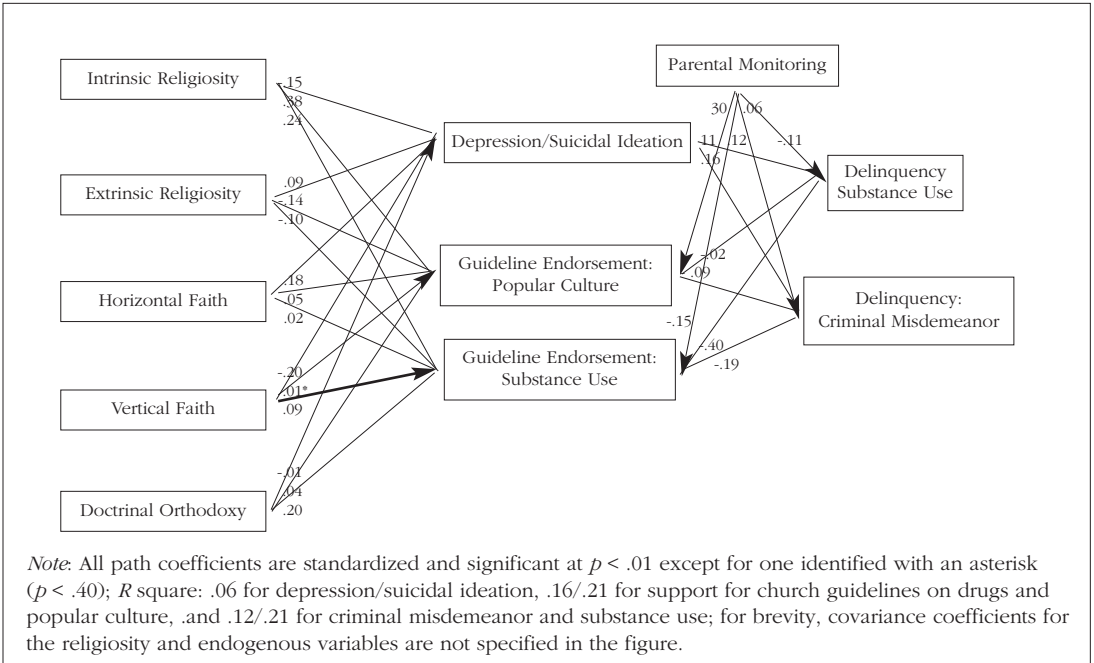 Intrinsic Religiosity
-.15
.38
.24
Parental Monitoring
30
.06
Depression/Suicidal Ideation
.11
.12
-.11
.16
Delinquency
Substance Use
Extrinsic Religiosity
.09
-.14
-.10
Guideline Endorsement:
Popular Culture
-.02
.09
Horizontal Faith
.18
.05
.02
Delinquency:
Criminal Misdemeanor
-.15
Guideline Endorsement:
Substance Use
-.40
-.19
Vertical Faith
-.20
.01*
.09
Doctrinal Orthodoxy
-.01
.04
.20
Note: All path coefficients are standardized and significant at p < .01 except for one identified with an asterisk
(p < .40); R square: .06 for depression/suicidal ideation, .16/.21 for support for church guidelines on drugs and
popular culture, .and .12/.21 for criminal misdemeanor and substance use; for brevity, covariance coefficients for
the religiosity and endogenous variables are not specified in the figure.